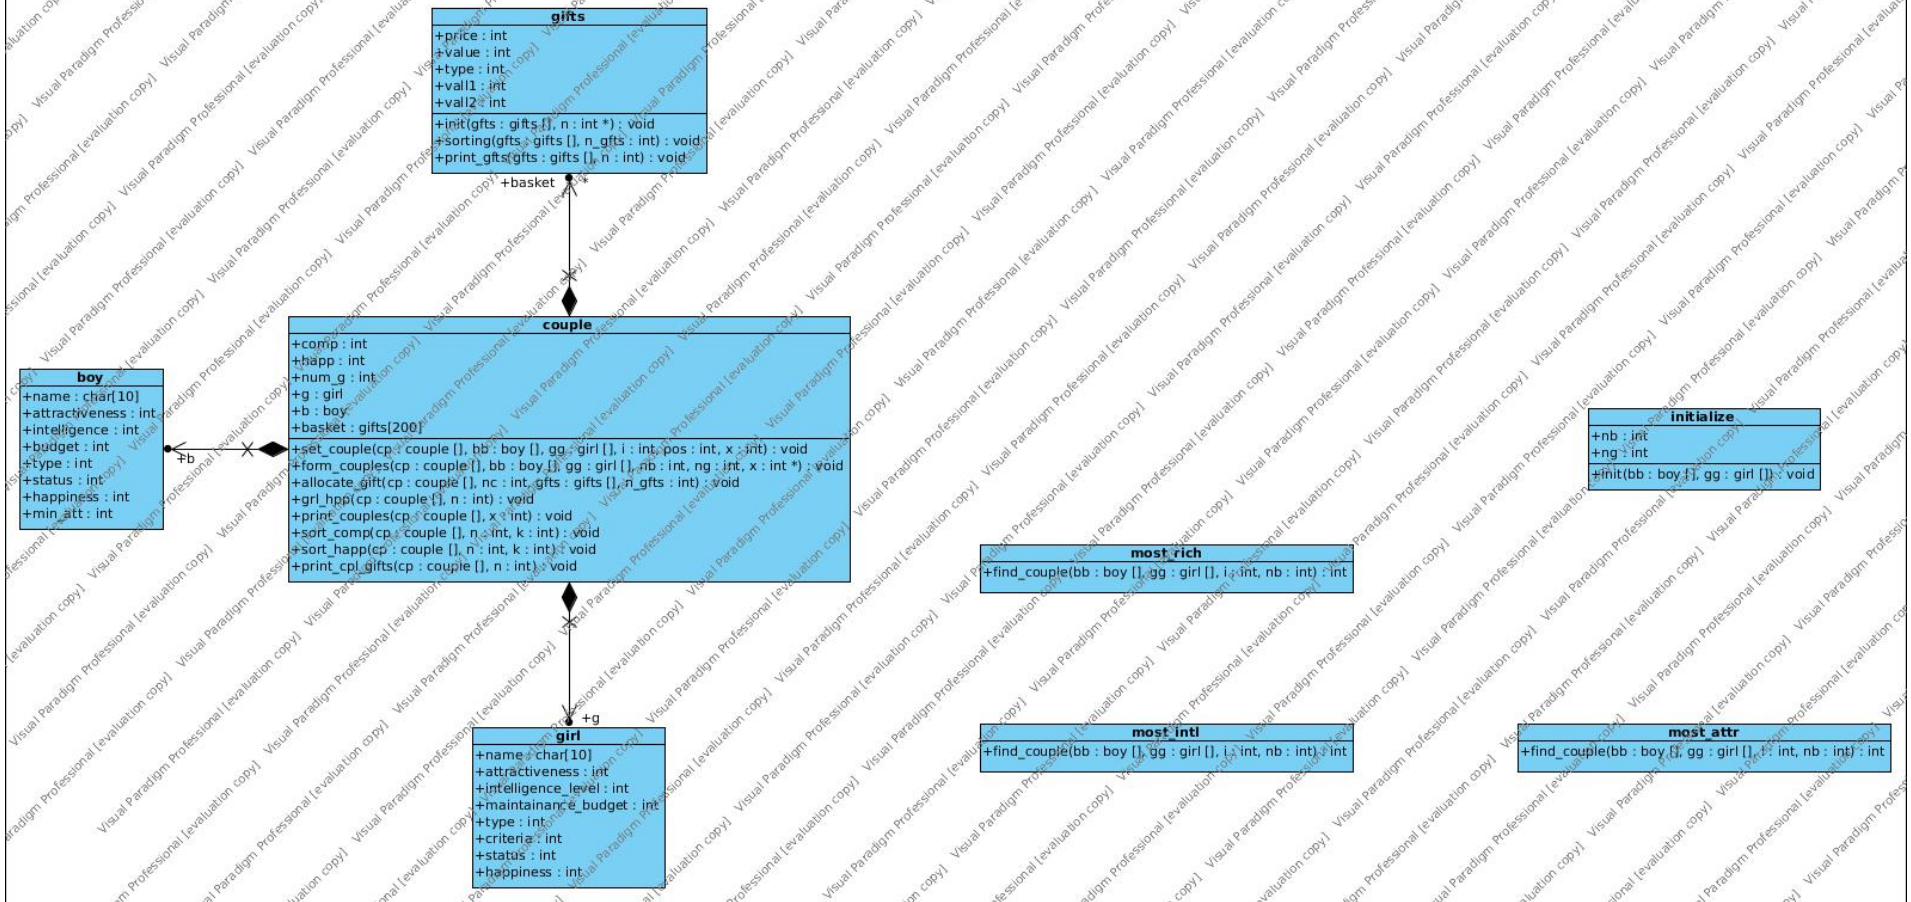 gifts
+price : int
+value : int
+type : int
+vall1 : int
+vall2 : int
+init(gfts : gifts [], n : int *) : void
+sorting(gfts : gifts [], n_gfts : int) : void
+print_gfts(gfts : gifts [], n : int) : void
+basket *
couple
+comp : int
+happ : int
+num_g : int
+g : girl
+b : boy
+basket : gifts[200]
+set_couple(cp : couple [], bb : boy [], gg : girl [], i : int, pos : int, x : int) : void
+form_couples(cp : couple [], bb : boy [], gg : girl [], nb : int, ng : int, x : int *) : void
+allocate_gift(cp : couple [], nc : int, gfts : gifts [], n_gfts : int) : void
+grl_hpp(cp : couple [], n : int) : void
+print_couples(cp : couple [], x : int) : void
+sort_comp(cp : couple [], n : int, k : int) : void
+sort_happ(cp : couple [], n : int, k : int) : void
+print_cpl_gifts(cp : couple [], n : int) : void
boy
+name : char[10]
+attractiveness : int
+intelligence : int
+budget : int
+type : int
+status : int
+happiness : int
+min_att : int
+b
+g
girl
+name : char[10]
+attractiveness : int
+intelligence_level : int
+maintainance_budget : int
+type : int
+criteria : int
+status : int
+happiness : int
initialize
+nb : int
+ng : int
+init(bb : boy [], gg : girl []) : void
most_rich
+find_couple(bb : boy [], gg : girl [], i : int, nb : int) : int
most_intl
+find_couple(bb : boy [], gg : girl [], i : int, nb : int) : int
most_attr
+find_couple(bb : boy [], gg : girl [], i : int, nb : int) : int
Visual Paradigm Professional [evaluation copy]